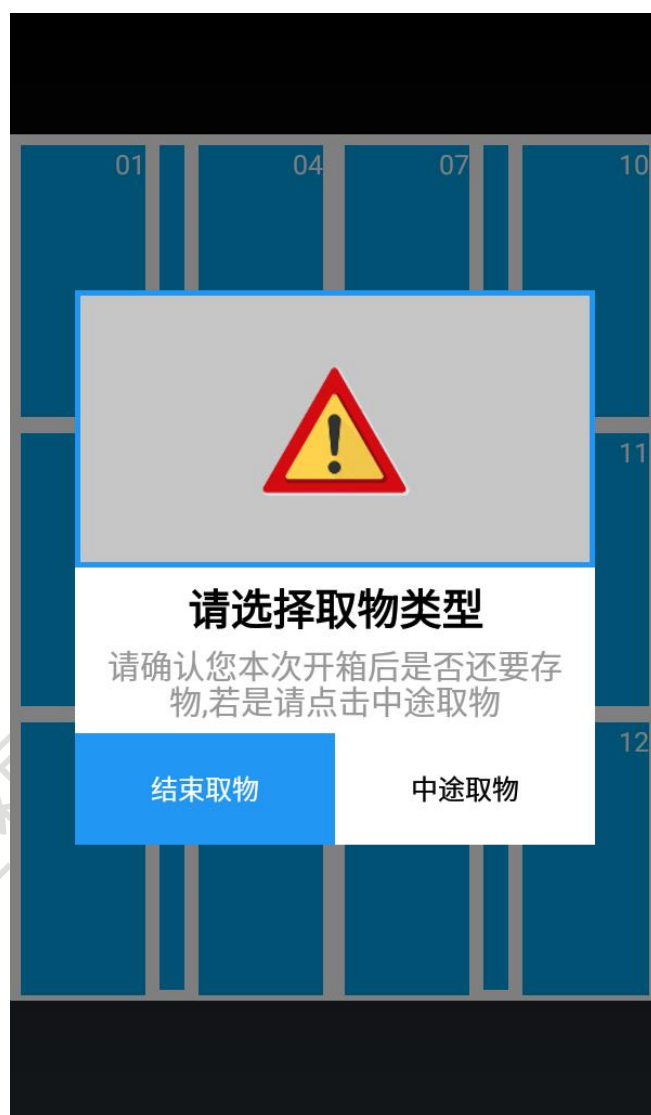 01 04 07 10
11
请选择取物类型
请确认您本次开箱后是否还要存
物,若是请点击中途取物
12
结束取物 中途取物